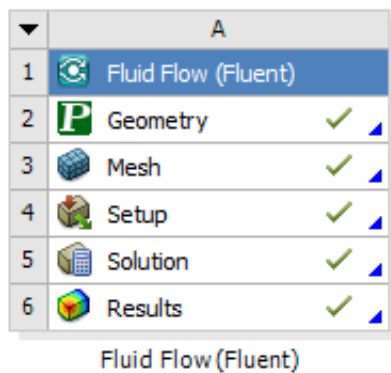 A
1 Fluid Flow (Fluent)
2 P Geometry
3 Mesh
4 Setup
5 Solution
6 Results
Fluid Flow (Fluent)